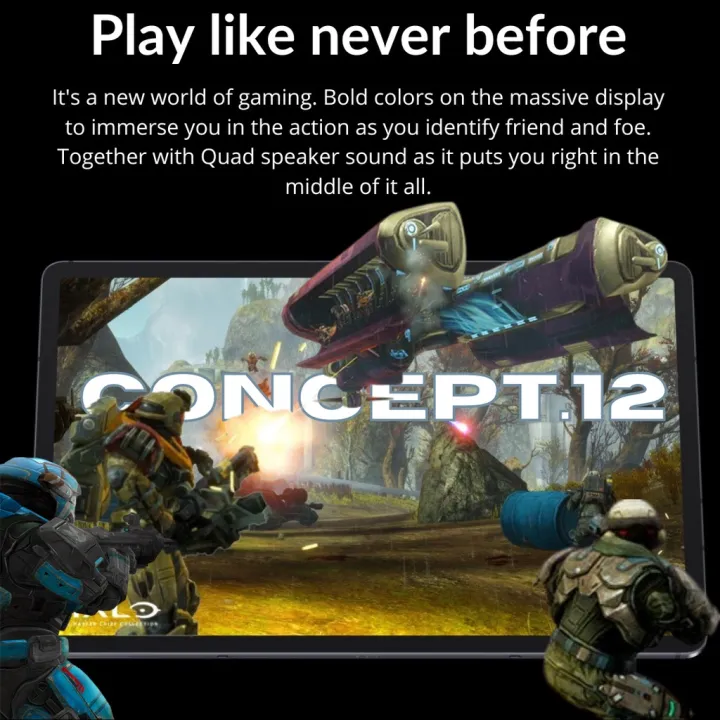 Play like never before
It's a new world of gaming. Bold colors on the massive display
to immerse you in the action as you identify friend and foe.
Together with Quad speaker sound as it puts you right in the
middle of it all.
CONCEPT.12
HALO